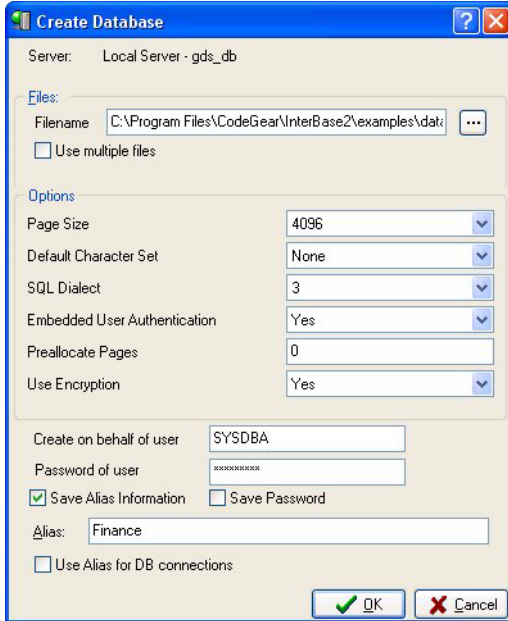 Create Database
Server: Local Server - gds_db
Files:
Filename C:\Program Files\CodeGear\InterBase2\examples\data ...
Use multiple files
Options
Page Size 4096
Default Character Set None
SQL Dialect 3
Embedded User Authentication Yes
Preallocate Pages 0
Use Encryption Yes
Create on behalf of user SYSDBA
Password of user xxxxxxxxx
Save Alias Information Save Password
Alias: Finance
Use Alias for DB connections
OK Cancel